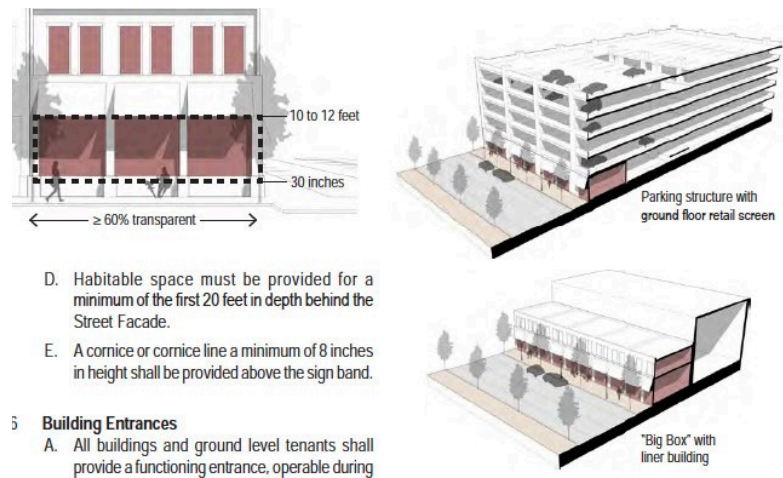 10 to 12 feet
30 inches
≥ 60% transparent
D. Habitable space must be provided for a
minimum of the first 20 feet in depth behind the
Street Facade.
E. A cornice or cornice line a minimum of 8 inches
in height shall be provided above the sign band.
6 Building Entrances
A. All buildings and ground level tenants shall
provide a functioning entrance, operable during
Parking structure with
ground floor retail screen
"Big Box" with
liner building